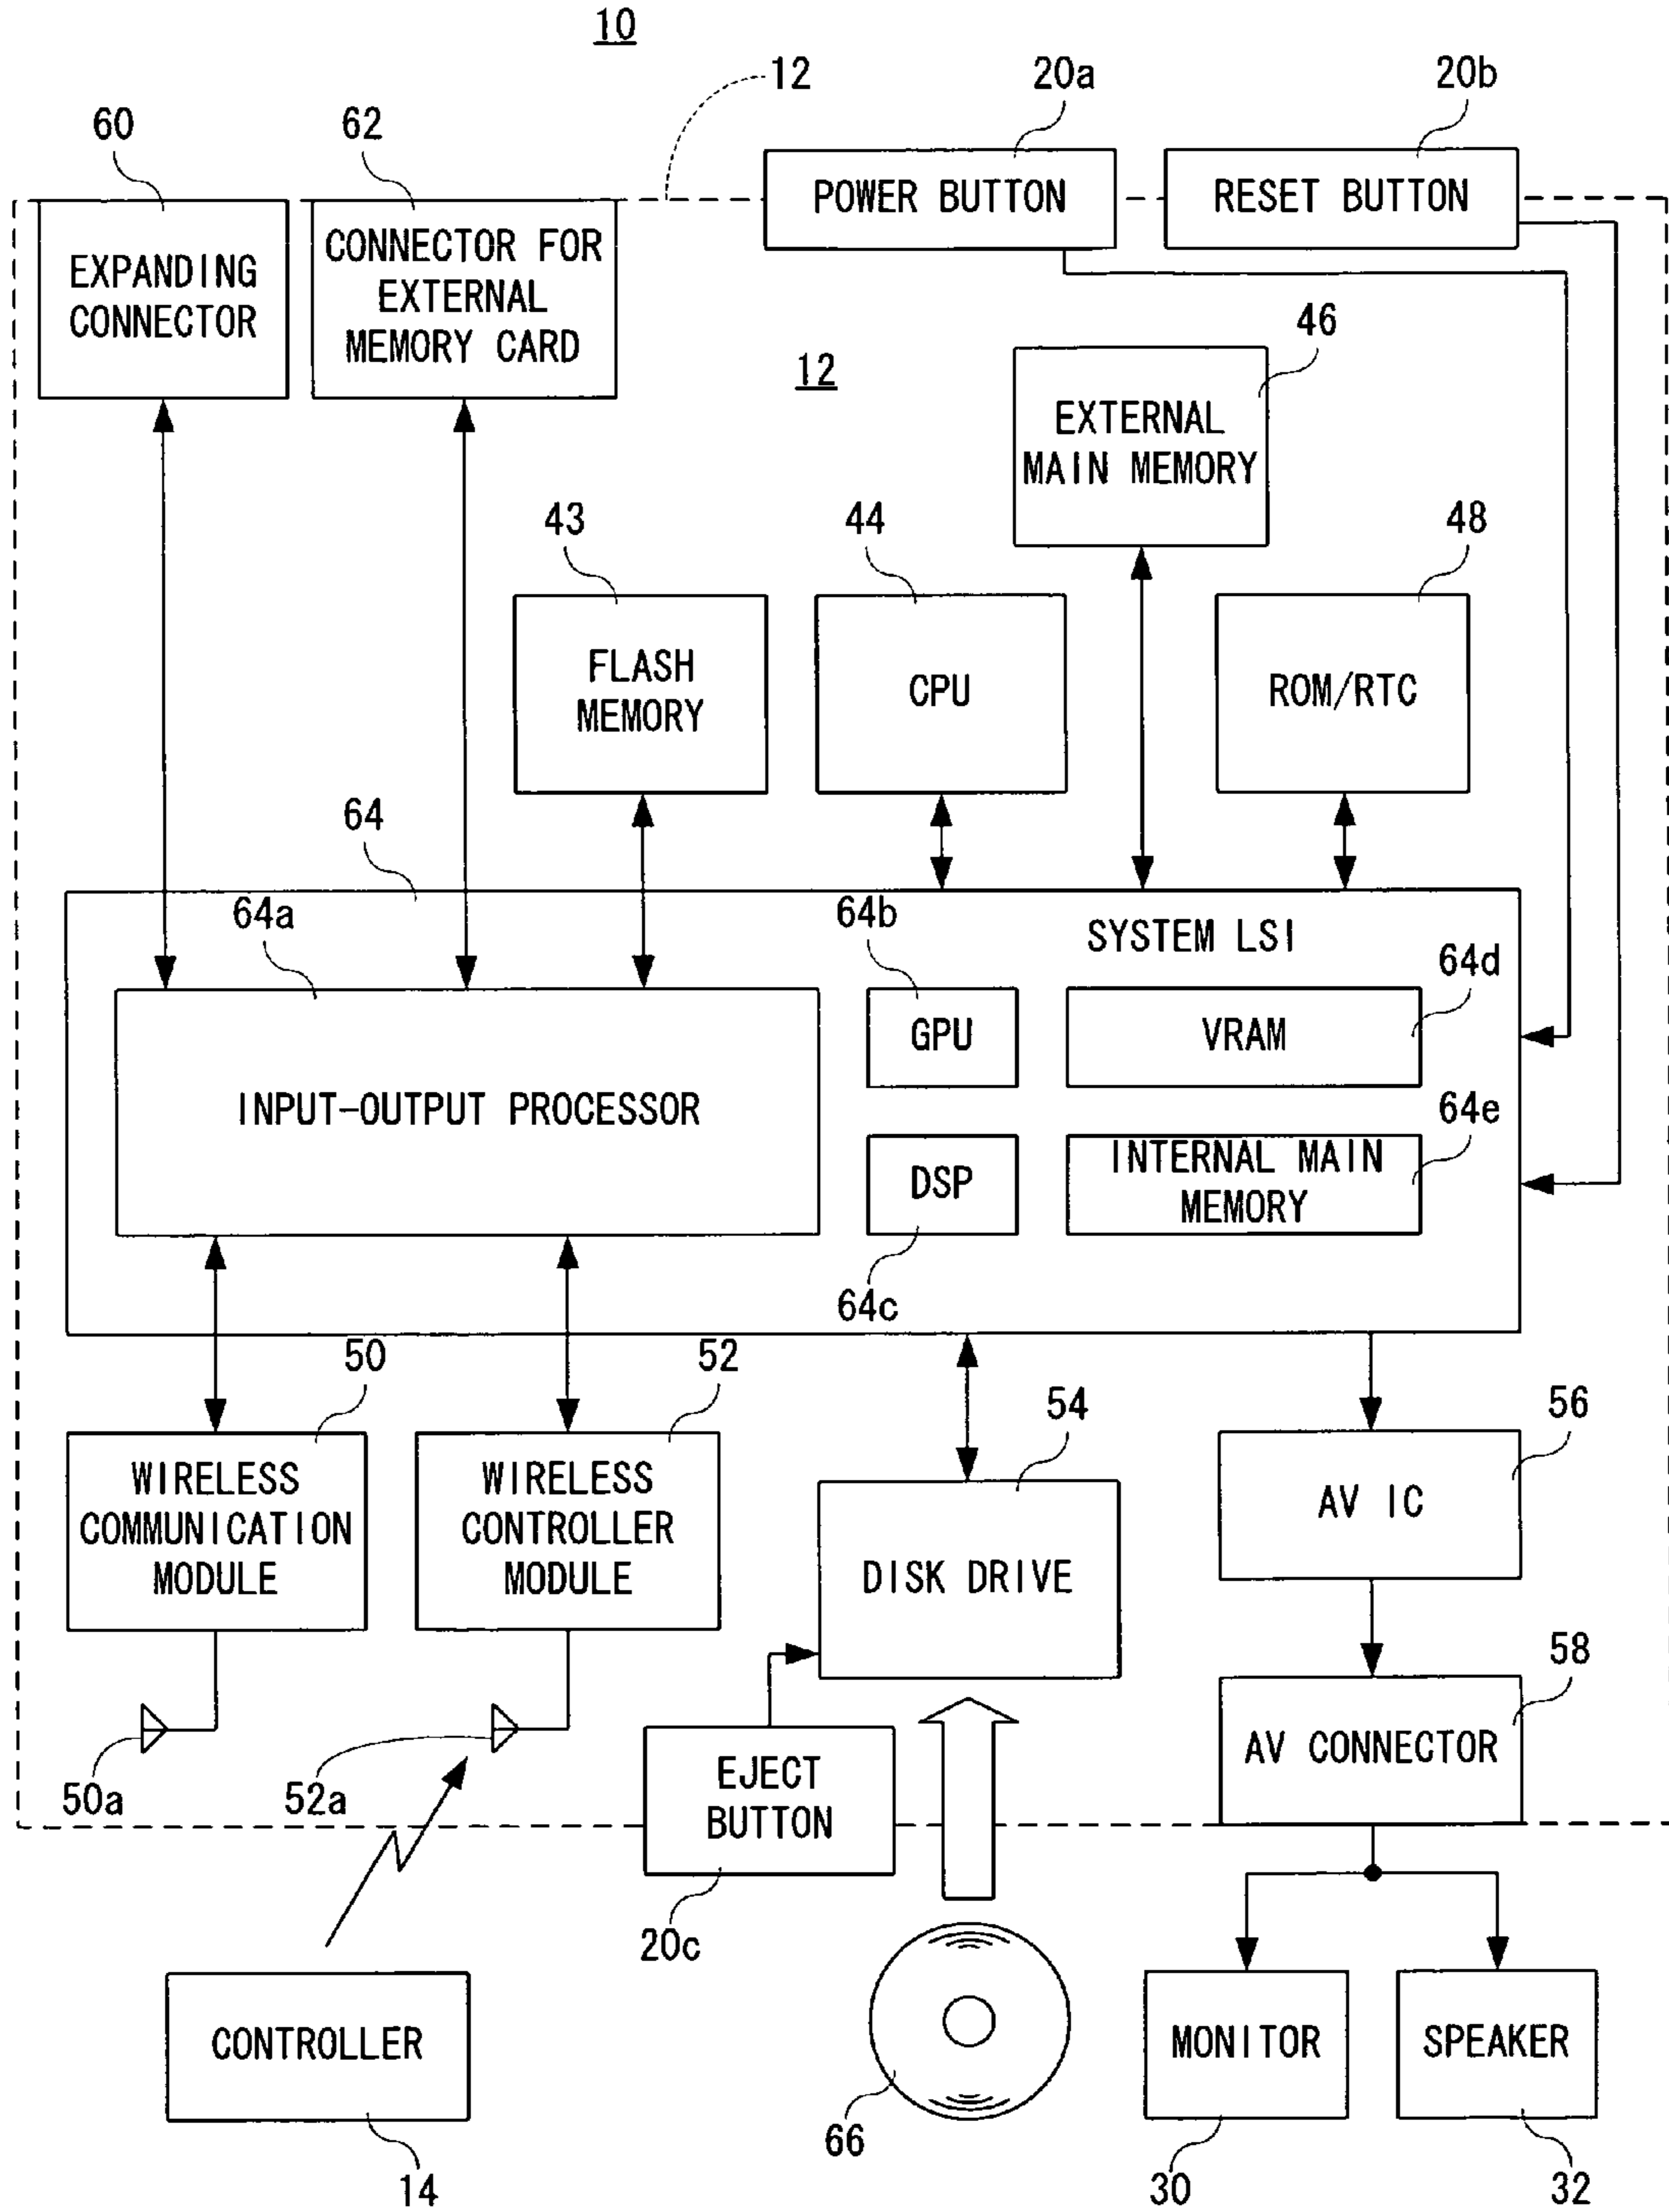 10
12
20a
20b
60
62
POWER BUTTON
RESET BUTTON
EXPANDING
CONNECTOR
CONNECTOR FOR
EXTERNAL
MEMORY CARD
12
46
EXTERNAL
MAIN MEMORY
43
44
48
FLASH
MEMORY
CPU
ROM/RTC
64
64a
64b
SYSTEM LSI
64d
GPU
VRAM
INPUT-OUTPUT PROCESSOR
64e
DSP
INTERNAL MAIN
MEMORY
64c
50
52
54
56
WIRELESS
COMMUNICATION
MODULE
WIRELESS
CONTROLLER
MODULE
DISK DRIVE
AV IC
58
50a
52a
EJECT
BUTTON
AV CONNECTOR
20c
CONTROLLER
MONITOR
SPEAKER
66
14
30
32